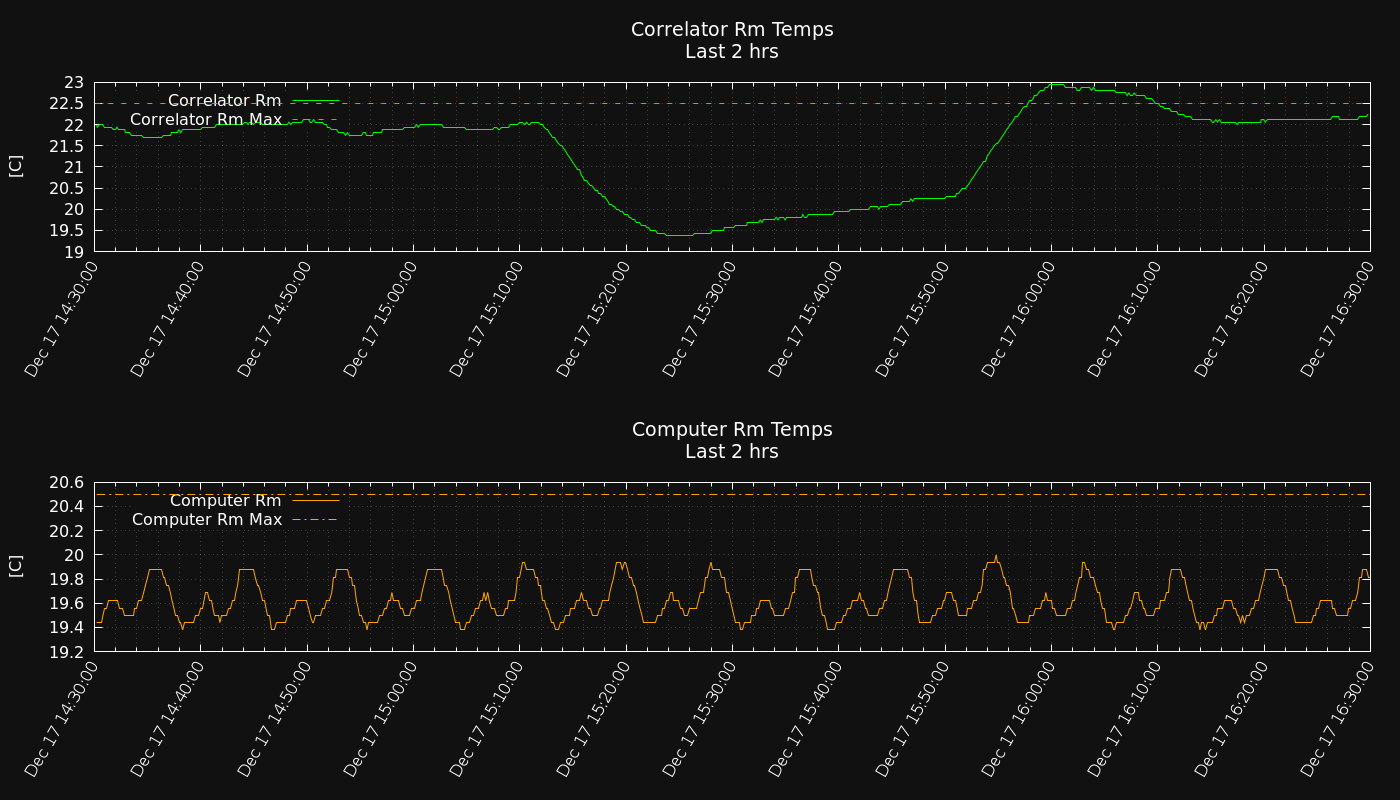 Correlator Rm Temps
Last 2 hrs
23
22.5
22
21.5
21
20.5
20
19.5
19
[C]
Correlator Rm
Correlator Rm Max
Dec 17 14:30:00
Dec 17 14:40:00
Dec 17 14:50:00
Dec 17 15:00:00
Dec 17 15:10:00
Dec 17 15:20:00
Dec 17 15:30:00
Dec 17 15:40:00
Dec 17 15:50:00
Dec 17 16:00:00
Dec 17 16:10:00
Dec 17 16:20:00
Dec 17 16:30:00
Computer Rm Temps
Last 2 hrs
20.6
20.4
20.2
20
19.8
19.6
19.4
19.2
[C]
Computer Rm
Computer Rm Max
Dec 17 14:30:00
Dec 17 14:40:00
Dec 17 14:50:00
Dec 17 15:00:00
Dec 17 15:10:00
Dec 17 15:20:00
Dec 17 15:30:00
Dec 17 15:40:00
Dec 17 15:50:00
Dec 17 16:00:00
Dec 17 16:10:00
Dec 17 16:20:00
Dec 17 16:30:00